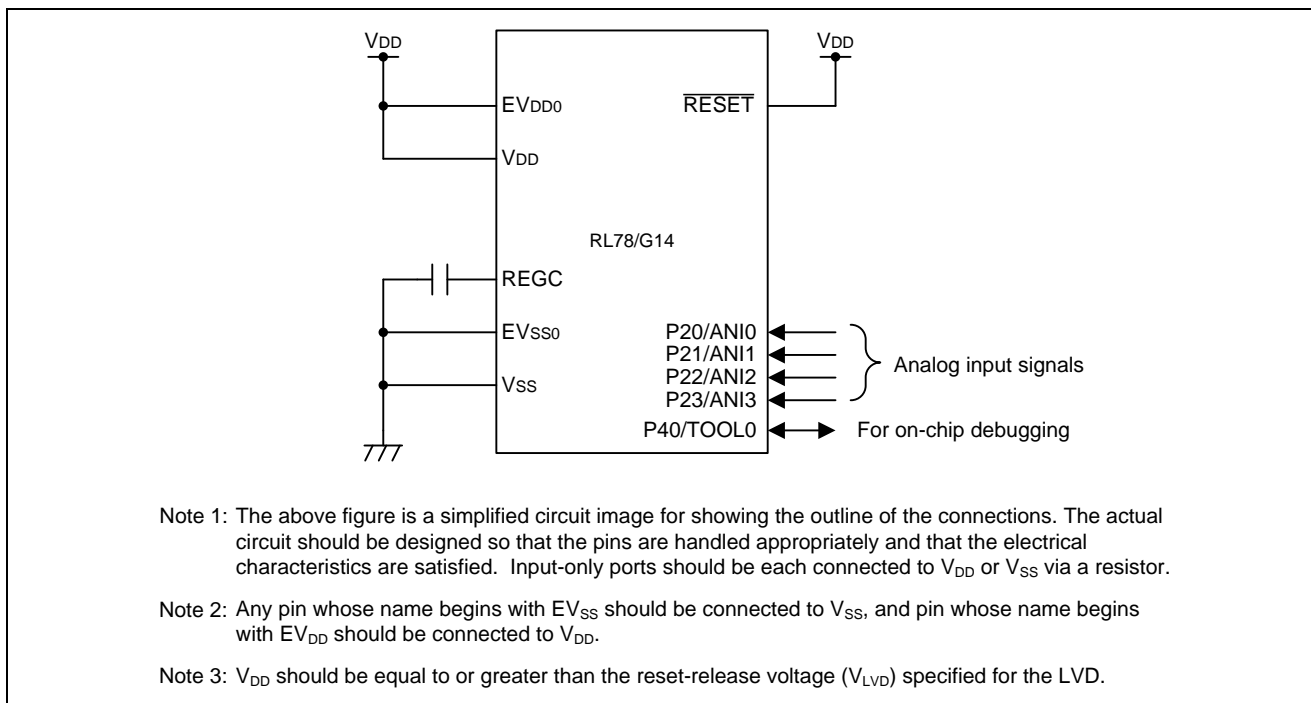 VDD
VDD
EVDD0
RESET
VDD
RL78/G14
REGC
EVSS0
P20/ANI0
P21/ANI1
Analog input signals
VSS
P22/ANI2
P23/ANI3
P40/TOOL0
For on-chip debugging
Note 1: The above figure is a simplified circuit image for showing the outline of the connections. The actual
circuit should be designed so that the pins are handled appropriately and that the electrical
characteristics are satisfied. Input-only ports should be each connected to VDD or VSS via a resistor.
Note 2: Any pin whose name begins with EVSS should be connected to VSS, and pin whose name begins
with EVDD should be connected to VDD.
Note 3: VDD should be equal to or greater than the reset-release voltage (VLVD) specified for the LVD.